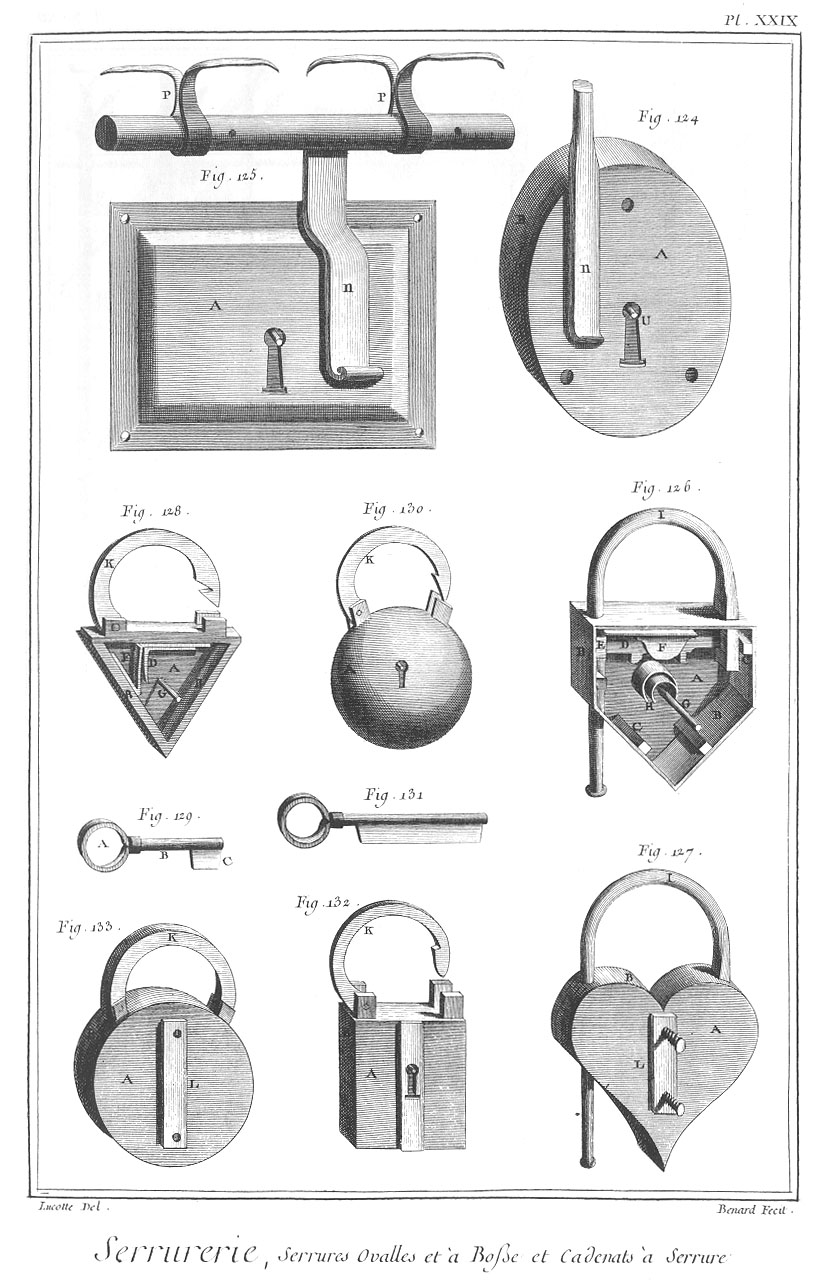 Pl. XXIX
P
P
Fig. 124
Fig. 125.
B
A
n
A
n
U
Fig. 126.
Fig. 128.
Fig. 130.
I
K
K
O
E
D
A
B
G
B
A
B
E
D
F
C
A
H
G
B
C
Fig. 129.
Fig. 131
A
B
C
Fig. 127.
Fig. 132.
Fig. 133.
K
K
I
B
A
L
A
A
L
Lucotte Del.
Benard Fecit.
Serrurerie, Serrures Ovalles et à Boſse et Cadenats à Serrure